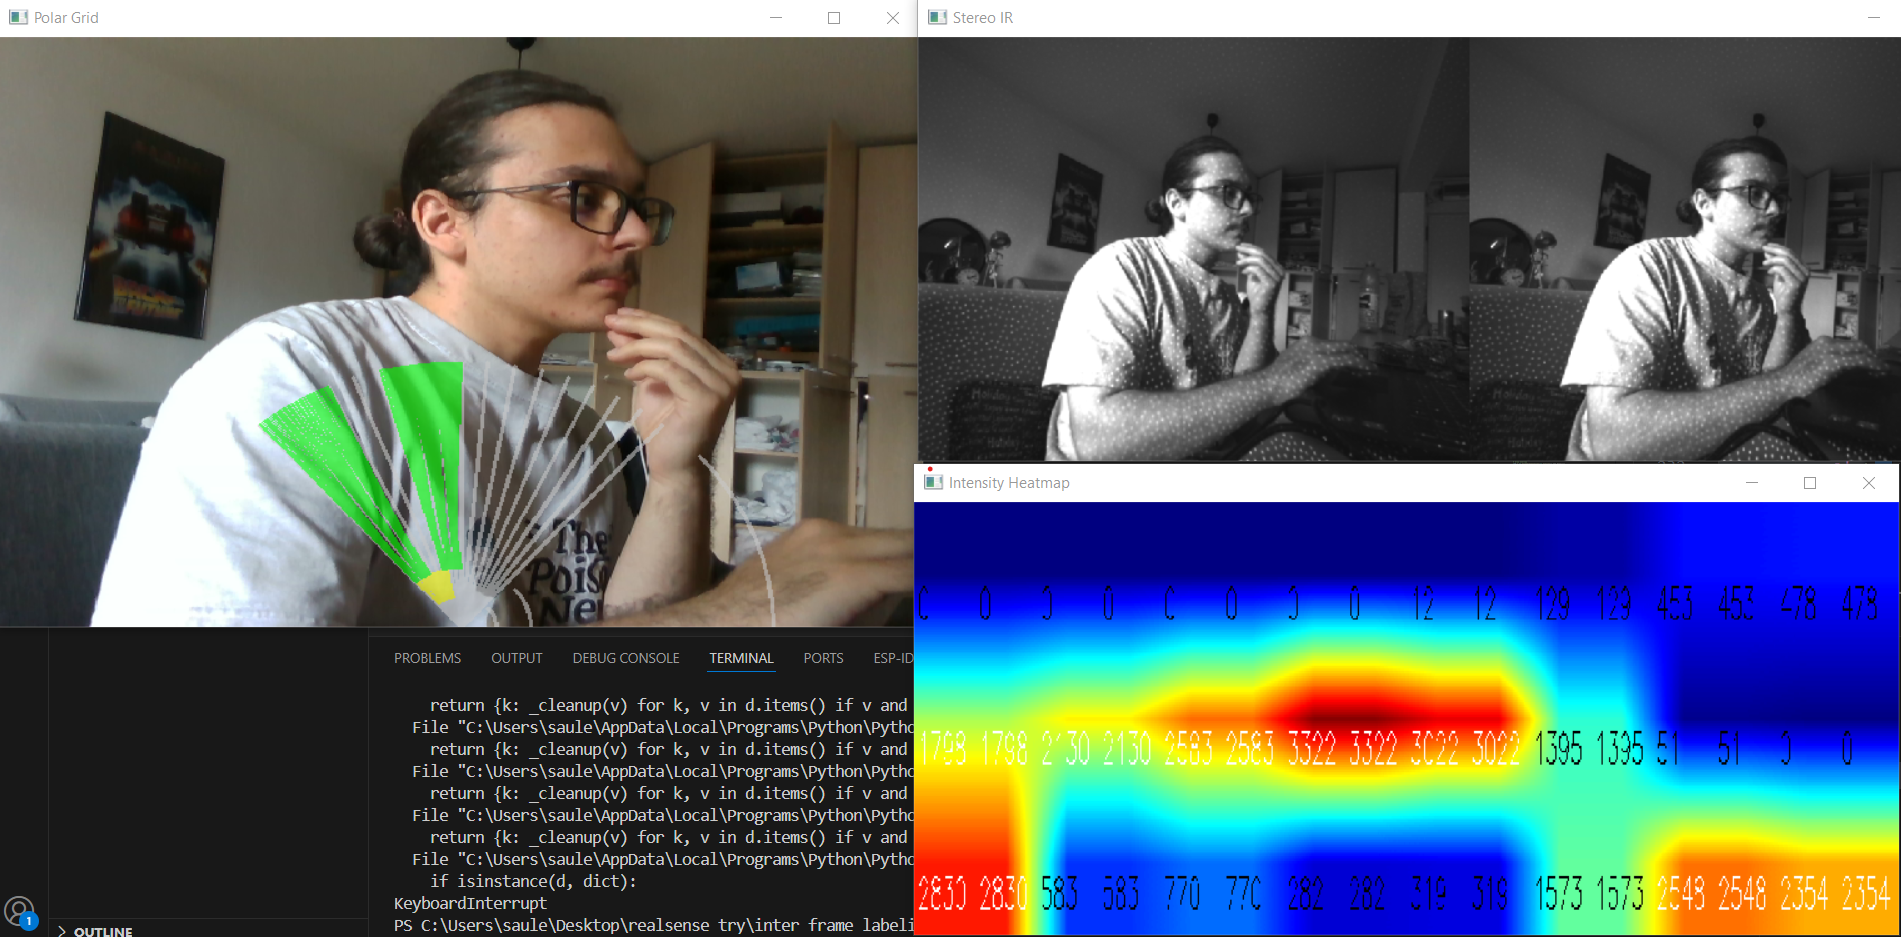 Polar Grid
Stereo IR
The
Pois
Ne
Intensity Heatmap
0 0 0 0 0 0 0 0 12 12 129 129 453 453 478 478
1798 1798 2130 2130 2583 2583 3322 3322 3022 3022 1395 1395 51 51 0 0
2830 2830 583 583 770 770 282 282 319 319 1573 1573 2548 2548 2354 2354
PROBLEMS OUTPUT DEBUG CONSOLE TERMINAL PORTS ESP-ID
return {k: _cleanup(v) for k, v in d.items() if v and
File "C:\Users\saule\AppData\Local\Programs\Python\Pytho
return {k: _cleanup(v) for k, v in d.items() if v and
File "C:\Users\saule\AppData\Local\Programs\Python\Pytho
return {k: _cleanup(v) for k, v in d.items() if v and
File "C:\Users\saule\AppData\Local\Programs\Python\Pytho
return {k: _cleanup(v) for k, v in d.items() if v and
File "C:\Users\saule\AppData\Local\Programs\Python\Pytho
if isinstance(d, dict):
KeyboardInterrupt
PS C:\Users\saule\Desktop\realsense try\inter frame labeli
1
OUTLINE